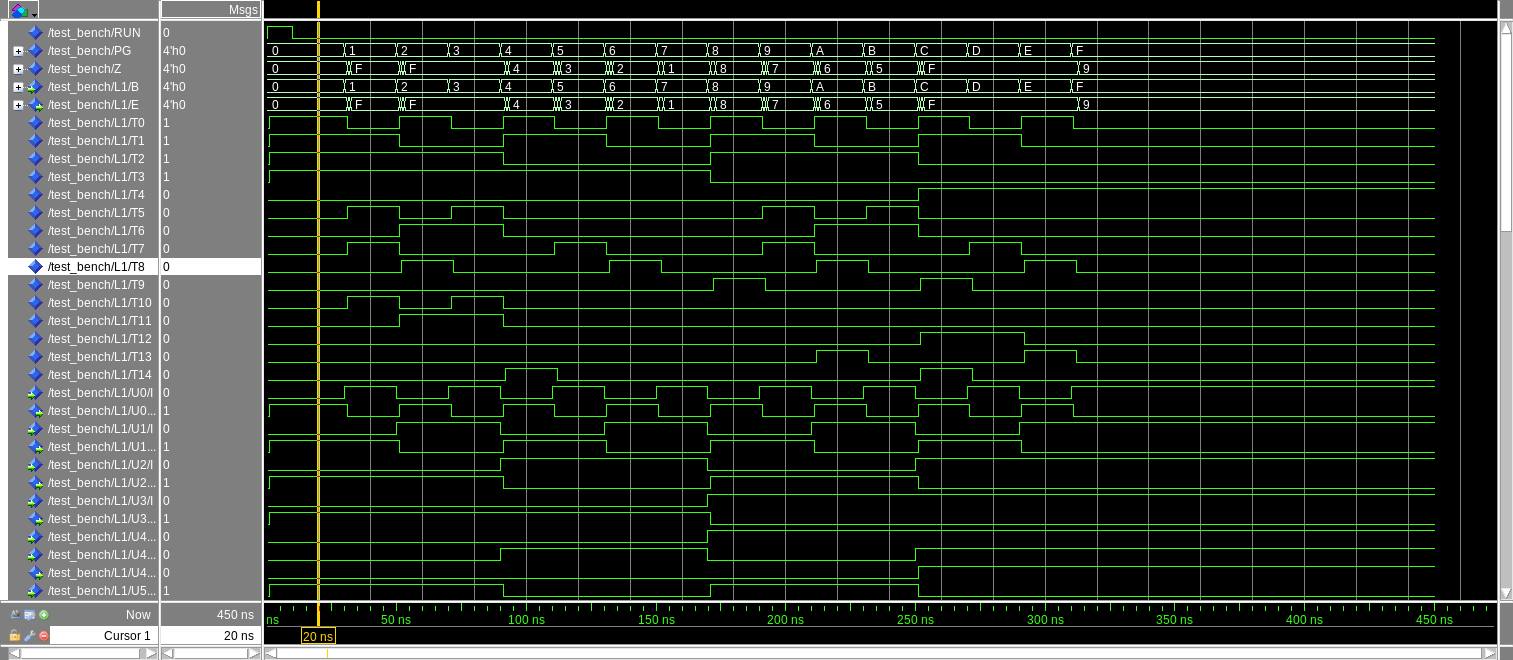 Msgs
/test_bench/RUN 0
/test_bench/PG 4'h0 0 1 2 3 4 5 6 7 8 9 A B C D E F
/test_bench/Z 4'h0 0 F F 4 3 2 1 8 7 6 5 F 9
/test_bench/L1/B 4'h0 0 1 2 3 4 5 6 7 8 9 A B C D E F
/test_bench/L1/E 4'h0 0 F F 4 3 2 1 8 7 6 5 F 9
/test_bench/L1/T0 1
/test_bench/L1/T1 1
/test_bench/L1/T2 1
/test_bench/L1/T3 1
/test_bench/L1/T4 0
/test_bench/L1/T5 0
/test_bench/L1/T6 0
/test_bench/L1/T7 0
/test_bench/L1/T8 0
/test_bench/L1/T9 0
/test_bench/L1/T10 0
/test_bench/L1/T11 0
/test_bench/L1/T12 0
/test_bench/L1/T13 0
/test_bench/L1/T14 0
/test_bench/L1/U0/I 0
/test_bench/L1/U0... 1
/test_bench/L1/U1/I 0
/test_bench/L1/U1... 1
/test_bench/L1/U2/I 0
/test_bench/L1/U2... 1
/test_bench/L1/U3/I 0
/test_bench/L1/U3... 1
/test_bench/L1/U4... 0
/test_bench/L1/U4... 0
/test_bench/L1/U4... 0
/test_bench/L1/U5... 1
Now 450 ns ns 50 ns 100 ns 150 ns 200 ns 250 ns 300 ns 350 ns 400 ns 450 ns
Cursor 1 20 ns 20 ns